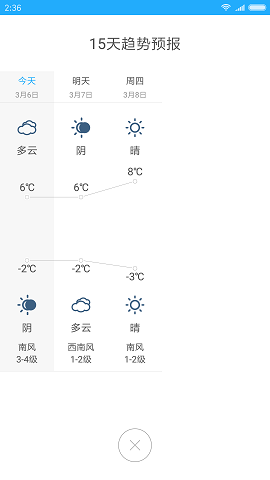 2:36
15天趋势预报
今天 明天 周四
3月6日 3月7日 3月8日
多云 阴 晴
8℃
6℃ 6℃
-2℃ -2℃
-3℃
阴 多云 晴
南风 西南风 南风
3-4级 1-2级 1-2级